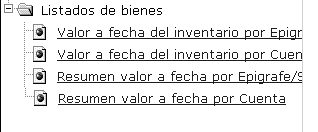 Listados de bienes
Valor a fecha del inventario por Epigr
Valor a fecha del inventario por Cuen
Resumen valor a fecha por Epigrafe/S
Resumen valor a fecha por Cuenta